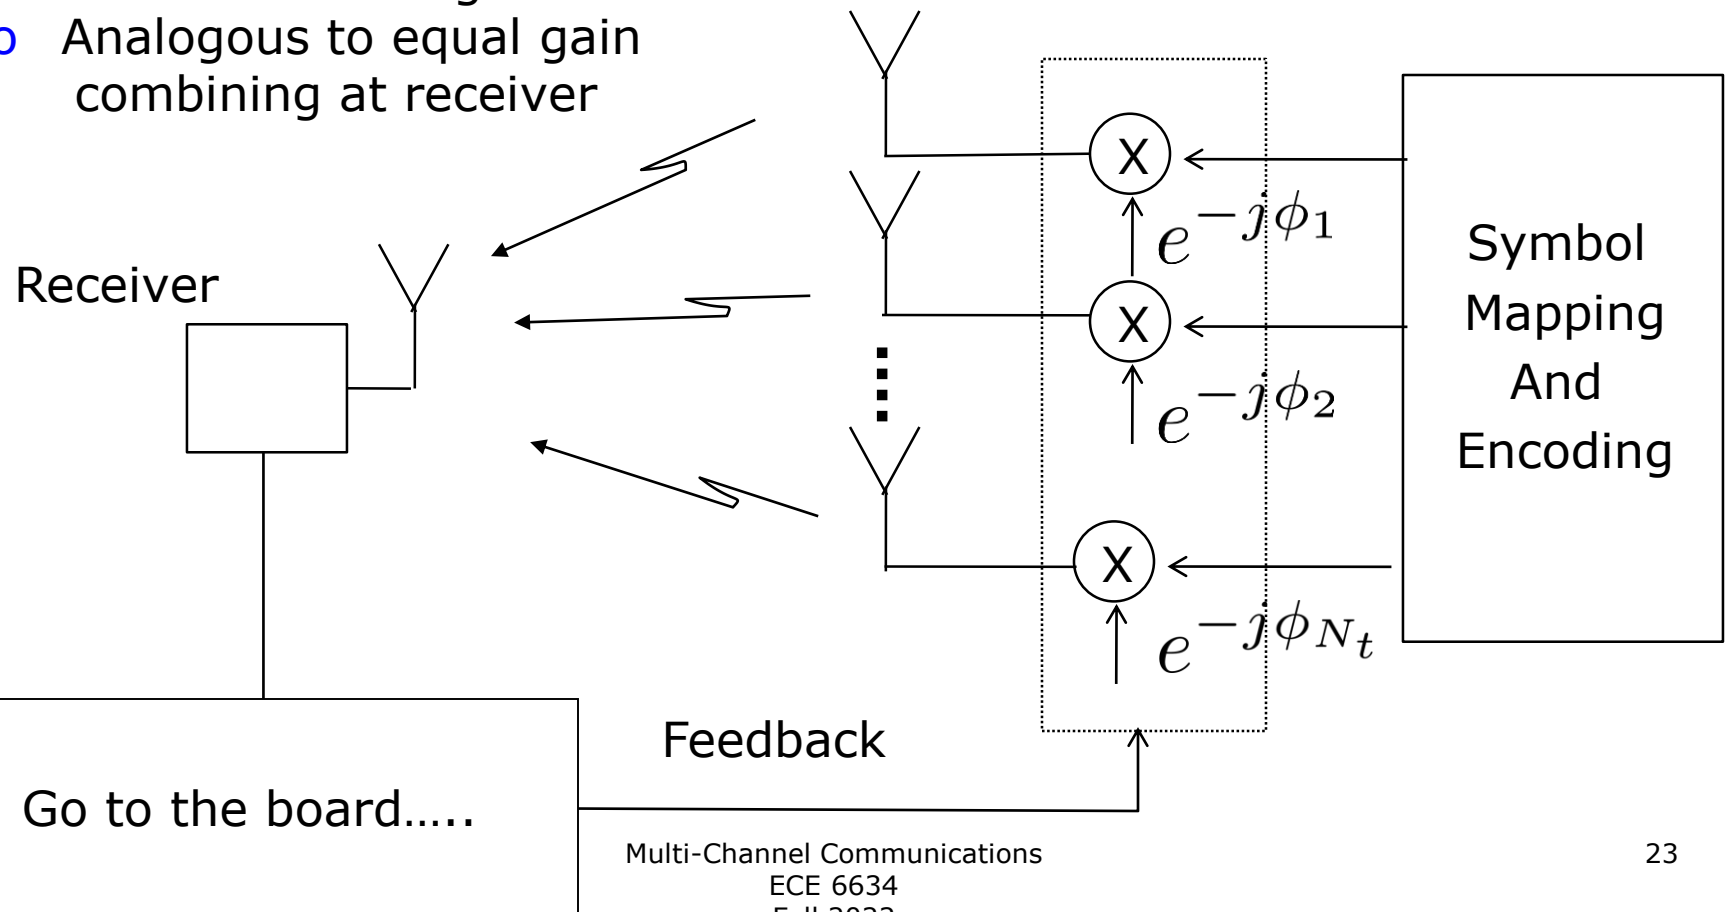 Analogous to equal gain
combining at receiver
X
e^{-jϕ_1}
Receiver
X
e^{-jϕ_2}
Symbol
Mapping
And
Encoding
X
e^{-jϕ_{N_t}}
Feedback
Go to the board…..
Multi-Channel Communications
ECE 6634
23